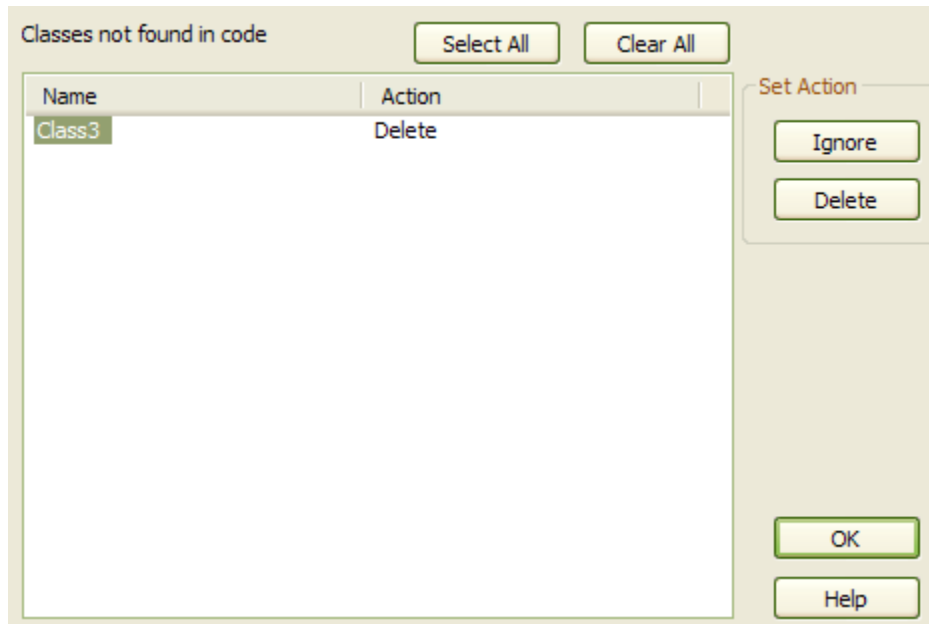 Classes not found in code
Select All
Clear All
Name Action
Class3 Delete
Set Action
Ignore
Delete
OK
Help